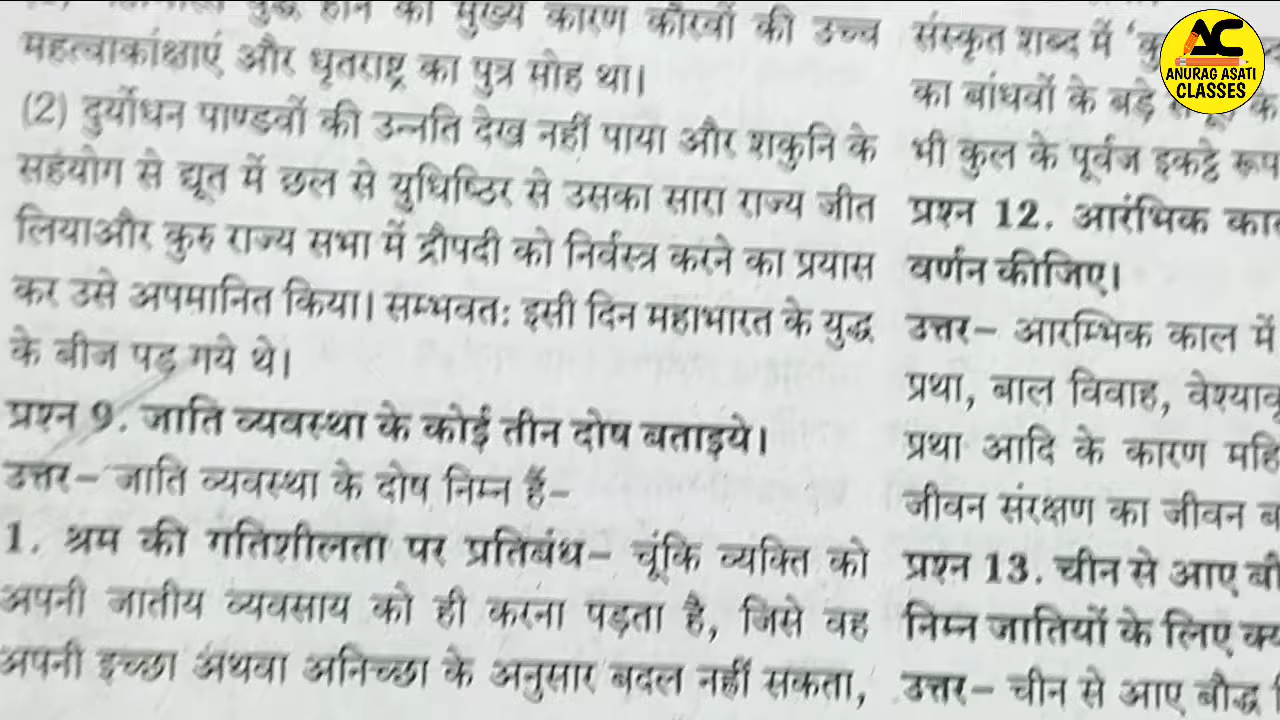 युद्ध होने का मुख्य कारण कौरवों की उच्च
महत्वाकांक्षाएं और धृतराष्ट्र का पुत्र मोह था।
(2) दुर्योधन पाण्डवों की उन्नति देख नहीं पाया और शकुनि के
सहयोग से द्यूत में छल से युधिष्ठिर से उसका सारा राज्य जीत
लियाऔर कुरु राज्य सभा में द्रौपदी को निर्वस्त्र करने का प्रयास
कर उसे अपमानित किया। सम्भवतः इसी दिन महाभारत के युद्ध
के बीज पड़ गये थे।
प्रश्न 9. जाति व्यवस्था के कोई तीन दोष बताइये।
उत्तर– जाति व्यवस्था के दोष निम्न हैं–
1. श्रम की गतिशीलता पर प्रतिबंध– चूंकि व्यक्ति को
अपनी जातीय व्यवसाय को ही करना पड़ता है, जिसे वह
अपनी इच्छा अथवा अनिच्छा के अनुसार बदल नहीं सकता,
संस्कृत शब्द में
का बांधवों के बड़े
भी कुल के पूर्वज इकट्ठे रूप
प्रश्न 12. आरंभिक
वर्णन कीजिए।
उत्तर– आरम्भिक काल में
प्रथा, बाल विवाह,
प्रथा आदि के कारण
जीवन संरक्षण का जीवन
प्रश्न 13. चीन से आए
निम्न जातियों के लिए
उत्तर– चीन से आए बौद्ध
AC
ANURAG ASATI
CLASSES